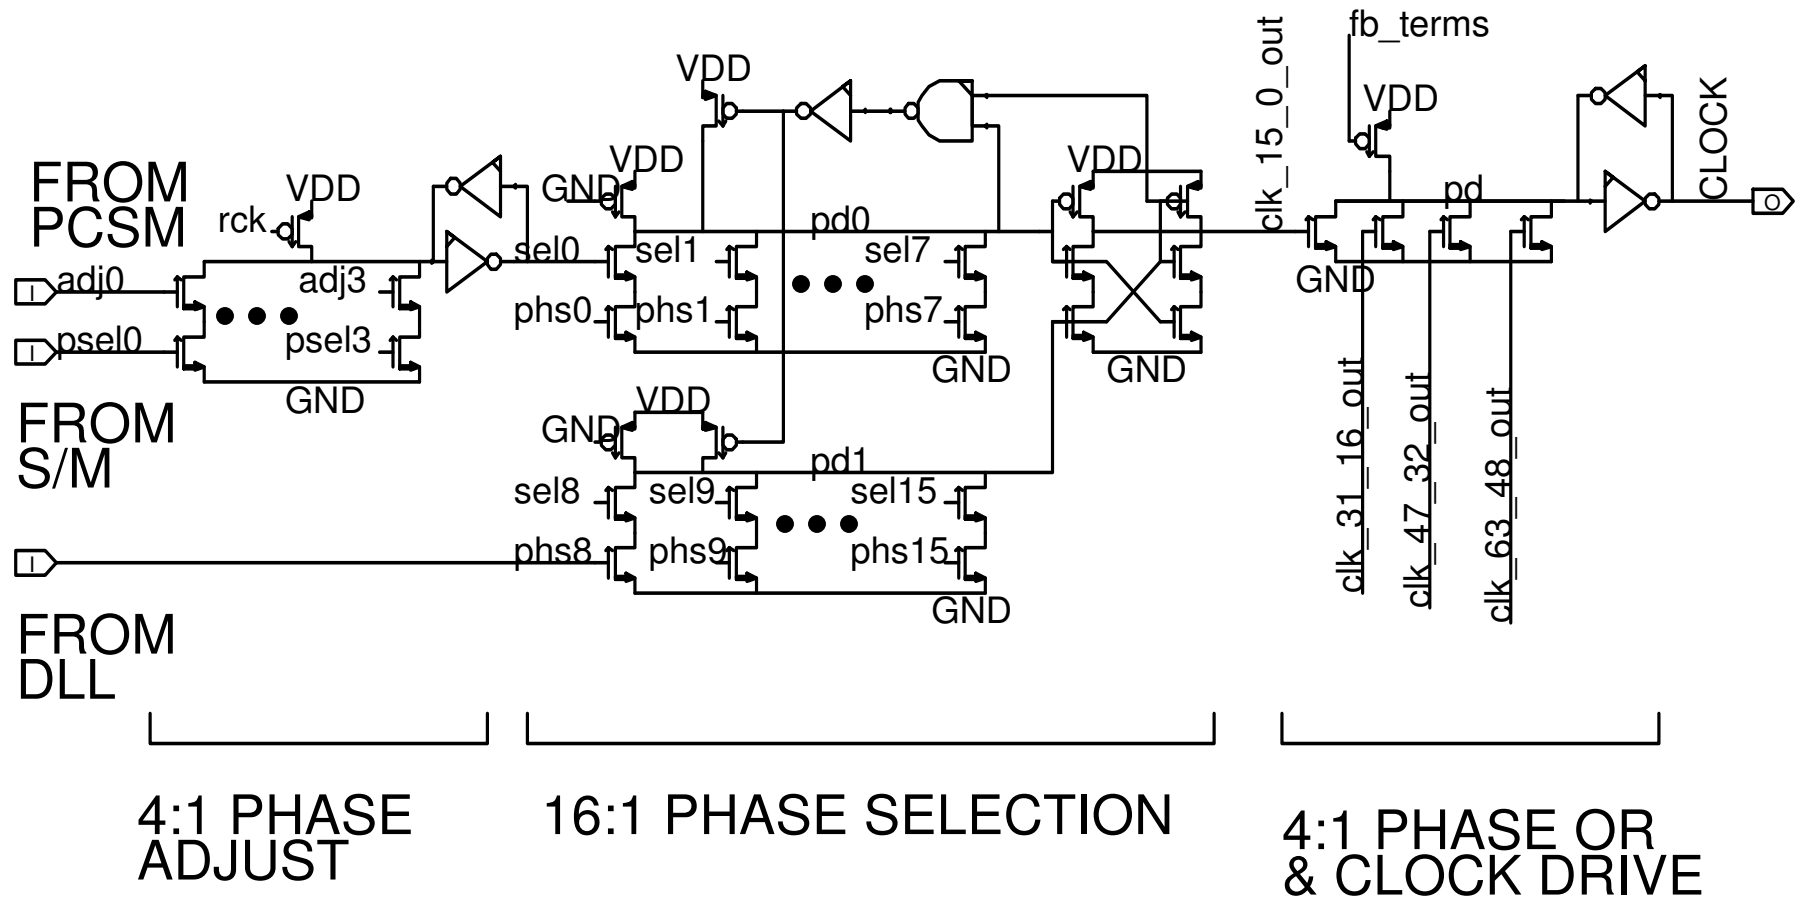 fb_terms
clk_15_0_out
VDD
VDD
CLOCK
FROM
PCSM
VDD
rck
VDD
GND
VDD
pd
O
sel0
sel1
pd0
sel7
I
adj0
adj3
GND
phs0
phs1
phs7
I
psel0
psel3
GND
GND
GND
FROM
S/M
VDD
GND
pd1
clk_31_16_out
clk_47_32_out
clk_63_48_out
sel8
sel9
sel15
I
phs8
phs9
phs15
GND
FROM
DLL
4:1 PHASE
ADJUST
16:1 PHASE SELECTION
4:1 PHASE OR
& CLOCK DRIVE